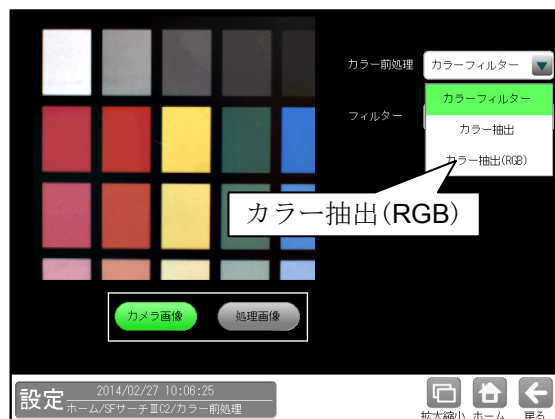 カラー前処理 カラーフィルター
カラーフィルター
フィルター
カラー抽出
カラー抽出(RGB)
カラー抽出(RGB)
カメラ画像 処理画像
設定 2014/02/27 10:06:25
ホーム/SFサーチⅢC2/カラー前処理
拡大縮小 ホーム 戻る